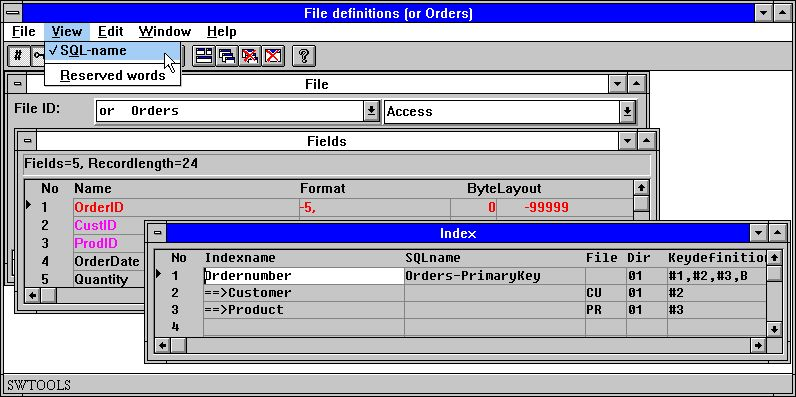 File definitions (or Orders)
File View Edit Window Help
#
?
✓ SQL-name
Reserved words
File
File ID: or Orders Access
Fields
Fields=5, Recordlength=24
No Name Format ByteLayout
1 OrderID -5, 0 -99999
2 CustID
3 ProdID
4 OrderDate
5 Quantity
Index
No Indexname SQLname File Dir Keydefinition
1 Ordernumber Orders-PrimaryKey 01 #1,#2,#3,B
2 ==>Customer CU 01 #2
3 ==>Product PR 01 #3
4
SWTOOLS